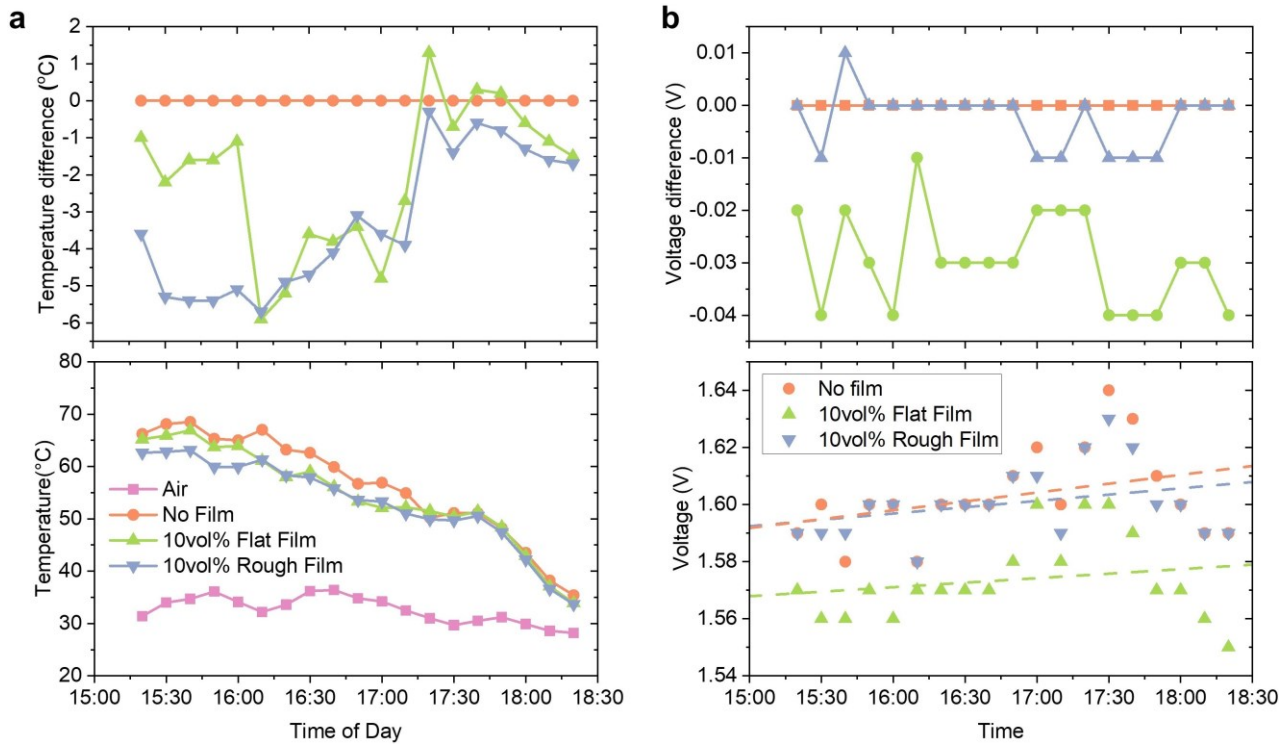 a
Temperature difference (°C)
2
1
0
-1
-2
-3
-4
-5
-6
Temperature(°C)
80
70
60
50
40
30
20
Air
No Film
10vol% Flat Film
10vol% Rough Film
15:00 15:30 16:00 16:30 17:00 17:30 18:00 18:30
Time of Day
b
Voltage difference (V)
0.01
0.00
-0.01
-0.02
-0.03
-0.04
Voltage (V)
1.64
1.62
1.60
1.58
1.56
1.54
No film
10vol% Flat Film
10vol% Rough Film
15:00 15:30 16:00 16:30 17:00 17:30 18:00 18:30
Time